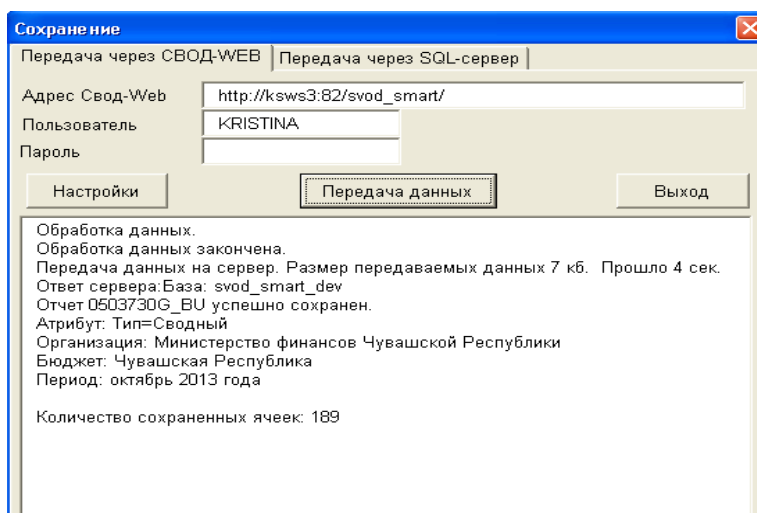 Сохранение
Передача через СВОД-WEB Передача через SQL-сервер
Адрес Свод-Web http://ksws3:82/svod_smart/
Пользователь KRISTINA
Пароль
Настройки Передача данных Выход
Обработка данных.
Обработка данных закончена.
Передача данных на сервер. Размер передаваемых данных 7 кб. Прошло 4 сек.
Ответ сервера:База: svod_smart_dev
Отчет 0503730G_BU успешно сохранен.
Атрибут: Тип=Сводный
Организация: Министерство финансов Чувашской Республики
Бюджет: Чувашская Республика
Период: октябрь 2013 года
Количество сохраненных ячеек: 189